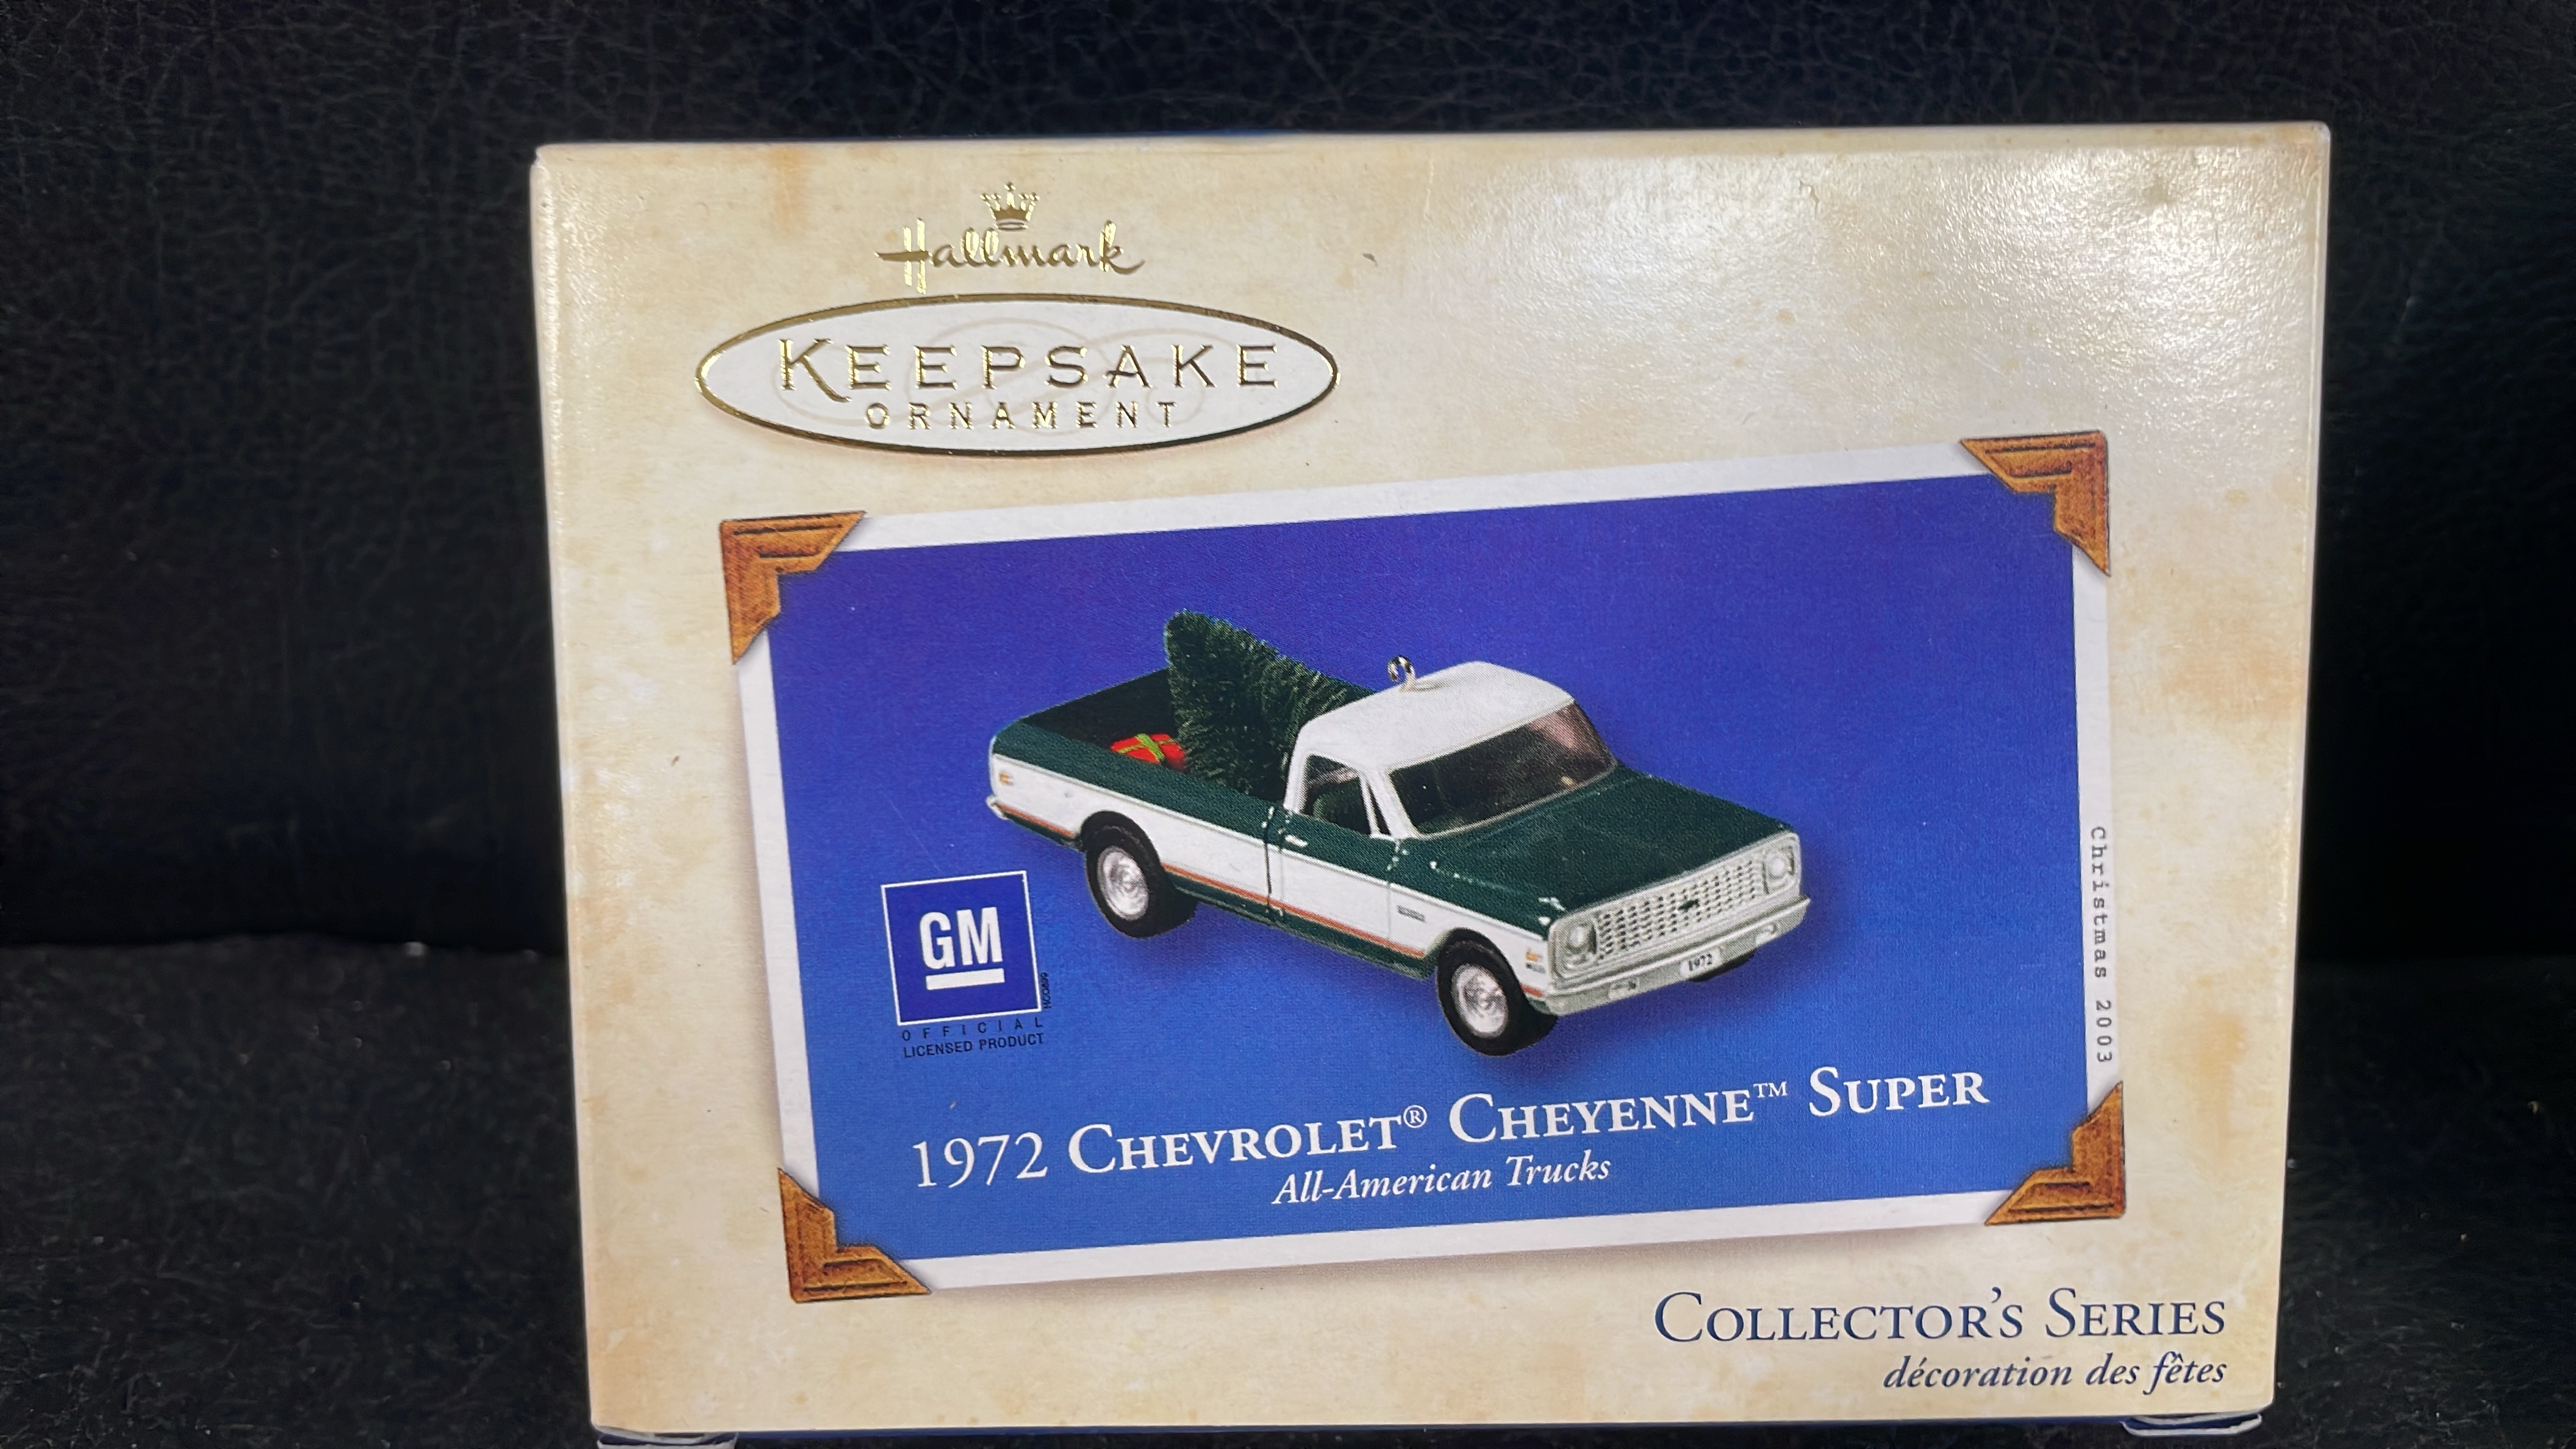 Hallmark
KEEPSAKE
ORNAMENT
GM
OFFICIAL
LICENSED PRODUCT
1972
Christmas 2003
1972 CHEVROLET® CHEYENNE™ SUPER
All-American Trucks
COLLECTOR'S SERIES
décoration des fêtes